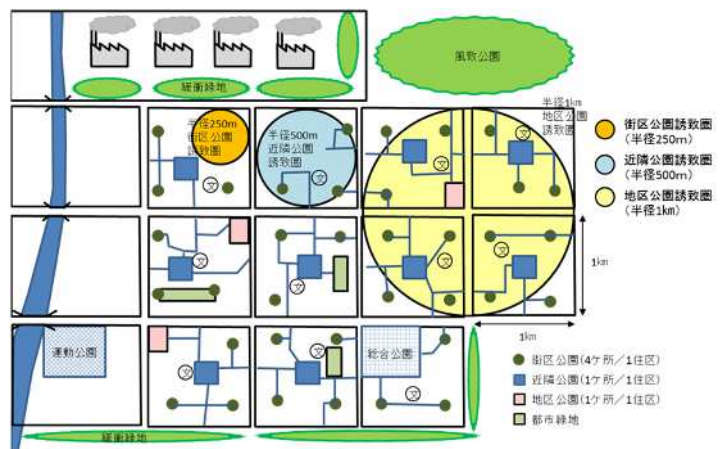 風致公園
緩衝緑地
半径250m
街区公園
誘致圏
半径500m
近隣公園
誘致圏
半径1km
地区公園
誘致圏
文
文
文
文
街区公園誘致圏
(半径250m)
近隣公園誘致圏
(半径500m)
地区公園誘致圏
(半径1km)
文
文
文
文
1km
1km
運動公園
総合公園
文
文
文
街区公園(4ケ所/1住区)
近隣公園(1ケ所/1住区)
地区公園(1ケ所/1住区)
都市緑地
緩衝緑地